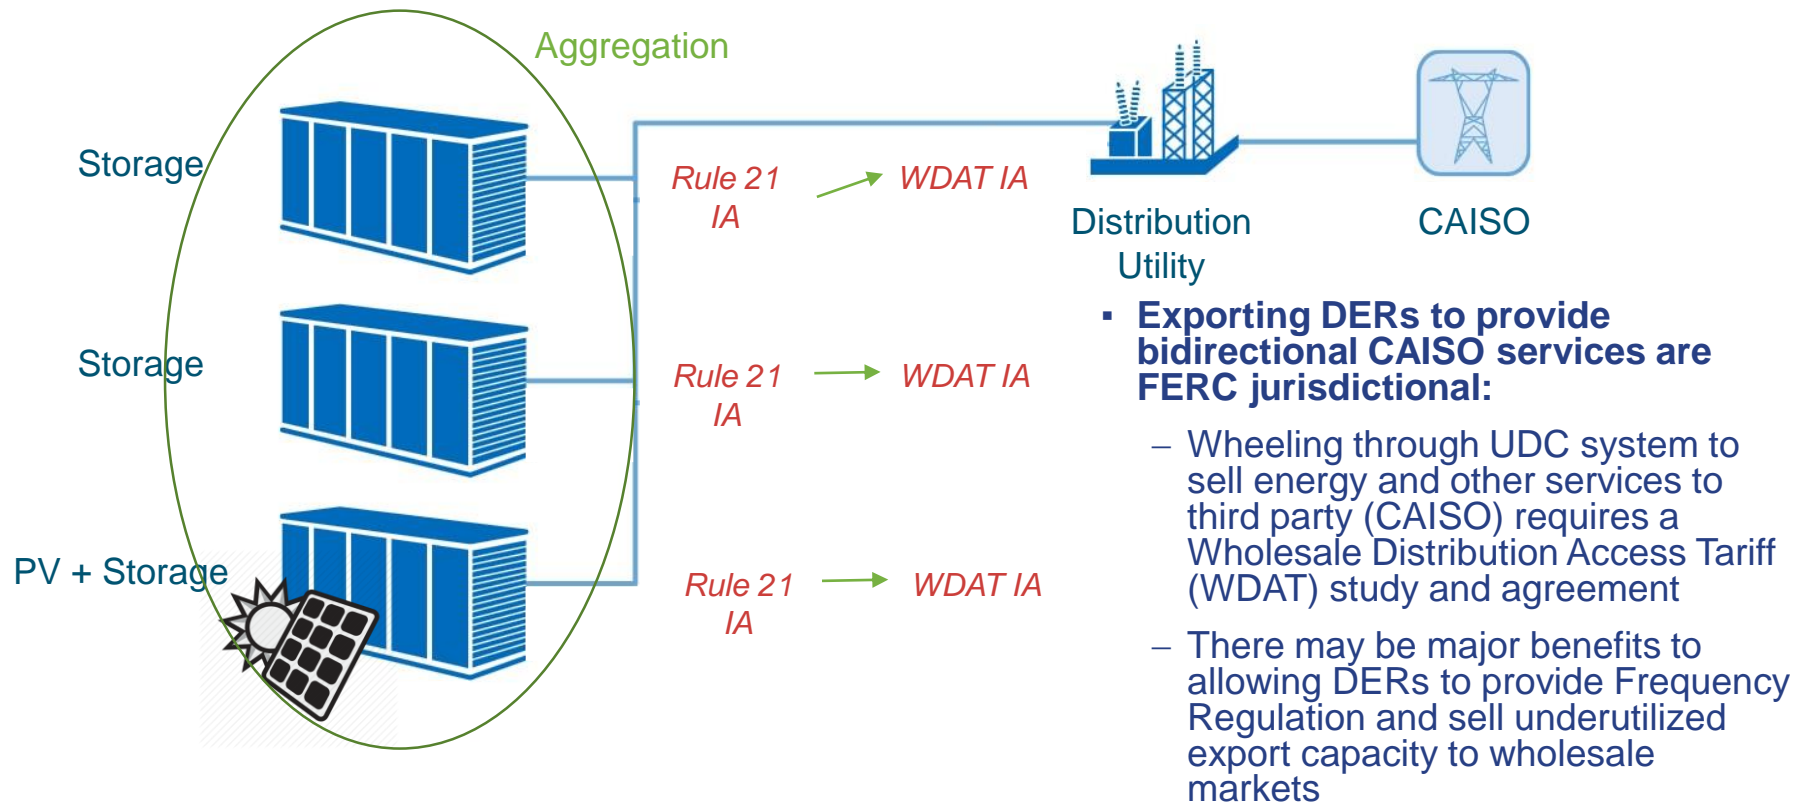 Aggregation
Storage
Rule 21
IA
WDAT IA
Distribution
Utility
CAISO
Storage
Rule 21
IA
WDAT IA
PV + Storage
Rule 21
IA
WDAT IA
▪ Exporting DERs to provide
bidirectional CAISO services are
FERC jurisdictional:
– Wheeling through UDC system to
sell energy and other services to
third party (CAISO) requires a
Wholesale Distribution Access Tariff
(WDAT) study and agreement
– There may be major benefits to
allowing DERs to provide Frequency
Regulation and sell underutilized
export capacity to wholesale
markets